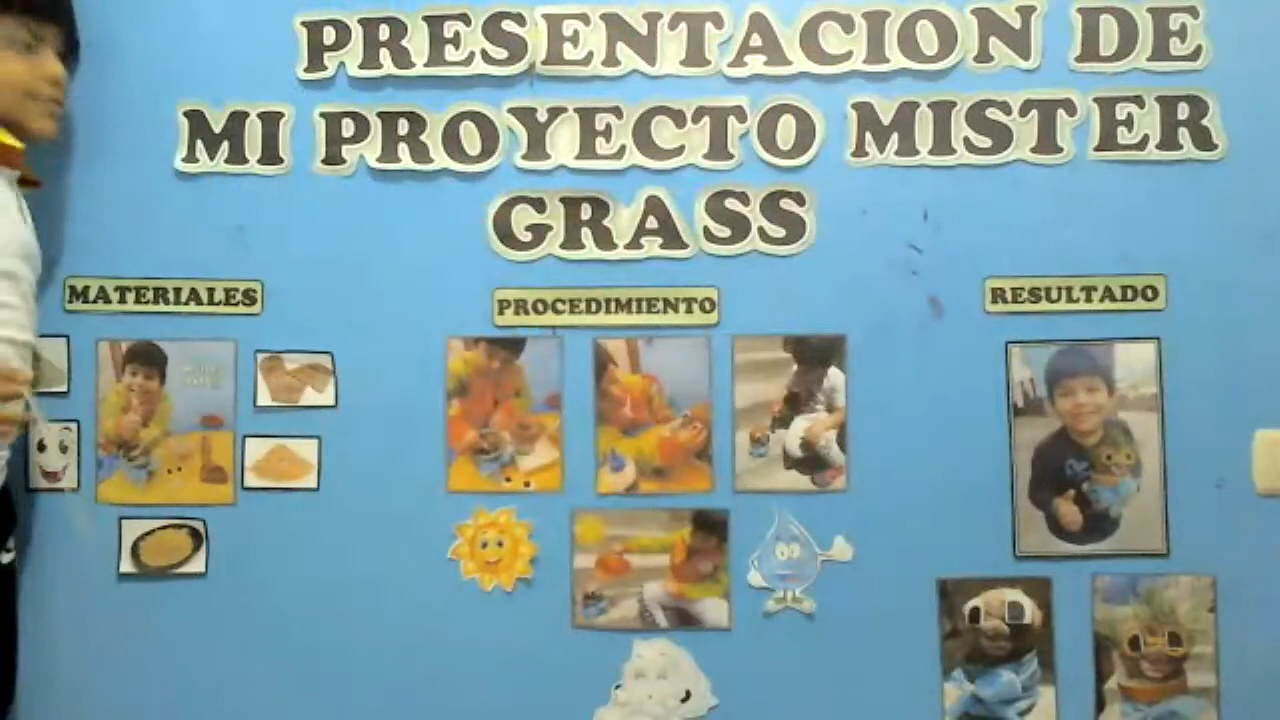 PRESENTACION DE
MI PROYECTO MISTER
GRASS
MATERIALES
PROCEDIMIENTO
RESULTADO